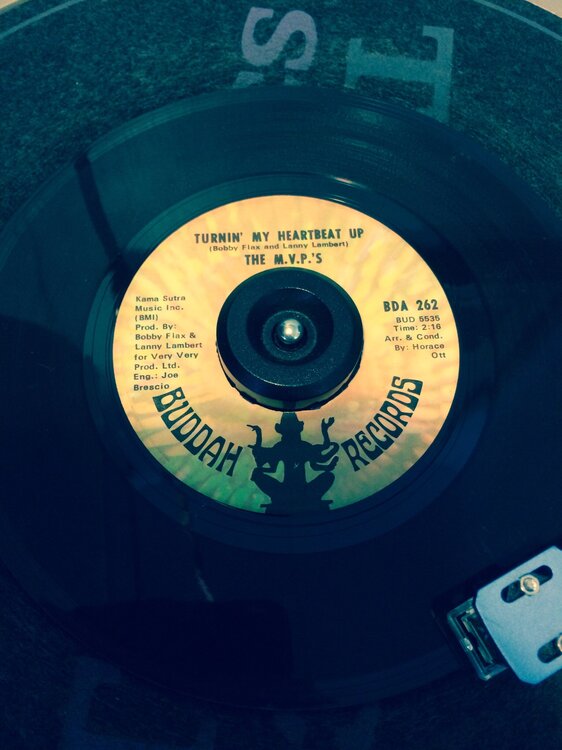 'S
T
TURNIN' MY HEARTBEAT UP
(Bobby Flax and Lanny Lambert)
THE M.V.P.'S
Kama Sutra
Music Inc.
(BMI)
Prod. By:
Bobby Flax &
Lanny Lambert
for Very Very
Prod. Ltd.
Eng.: Joe
Brescio
BDA 262
BUD 5535
Time: 2:16
Arr. & Cond.
By: Horace
Ott
BUDDAH RECORDS